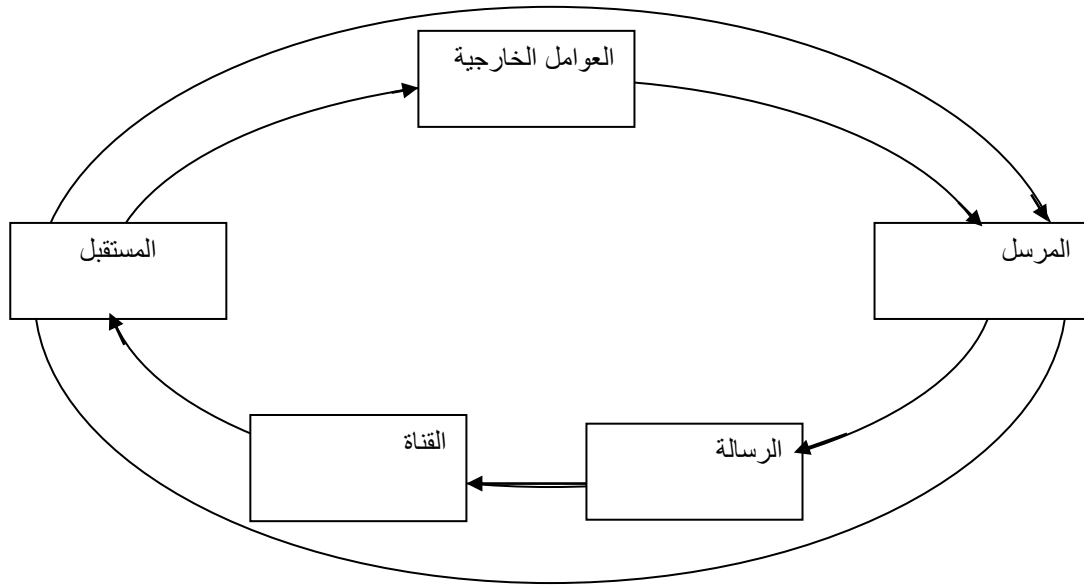 العوامل الخارجية
المرسل
المستقبل
الرسالة
القناة